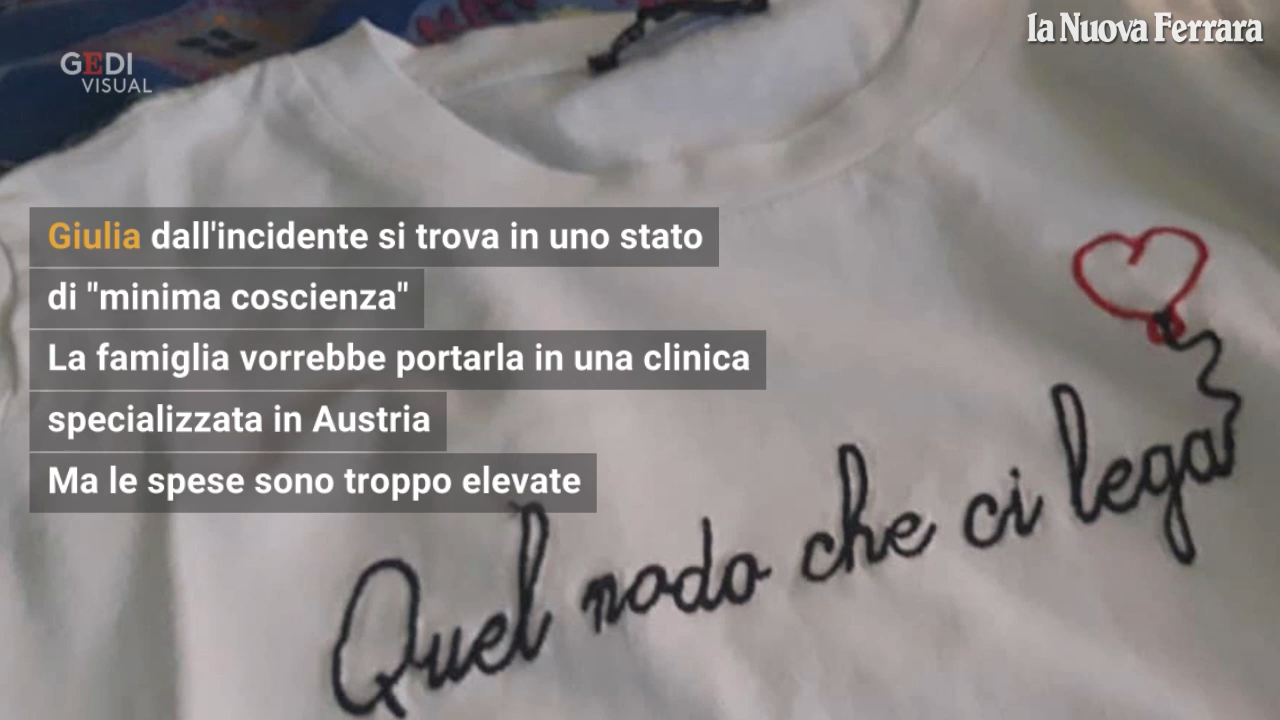 la Nuova Ferrara
GEDI
VISUAL
Giulia dall'incidente si trova in uno stato
di "minima coscienza"
La famiglia vorrebbe portarla in una clinica
specializzata in Austria
Ma le spese sono troppo elevate
Quel nodo che ci lega